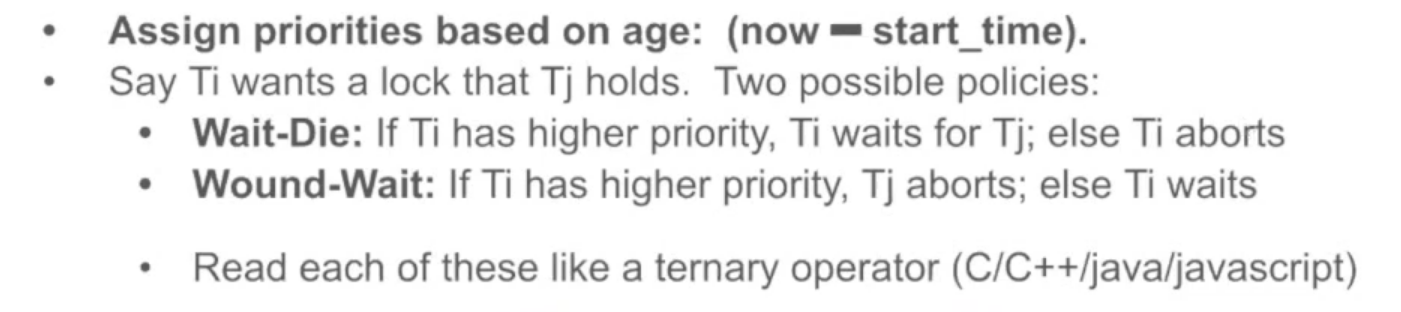 • Assign priorities based on age: (now – start_time).
• Say Ti wants a lock that Tj holds. Two possible policies:
• Wait-Die: If Ti has higher priority, Ti waits for Tj; else Ti aborts
• Wound-Wait: If Ti has higher priority, Tj aborts; else Ti waits
• Read each of these like a ternary operator (C/C++/java/javascript)